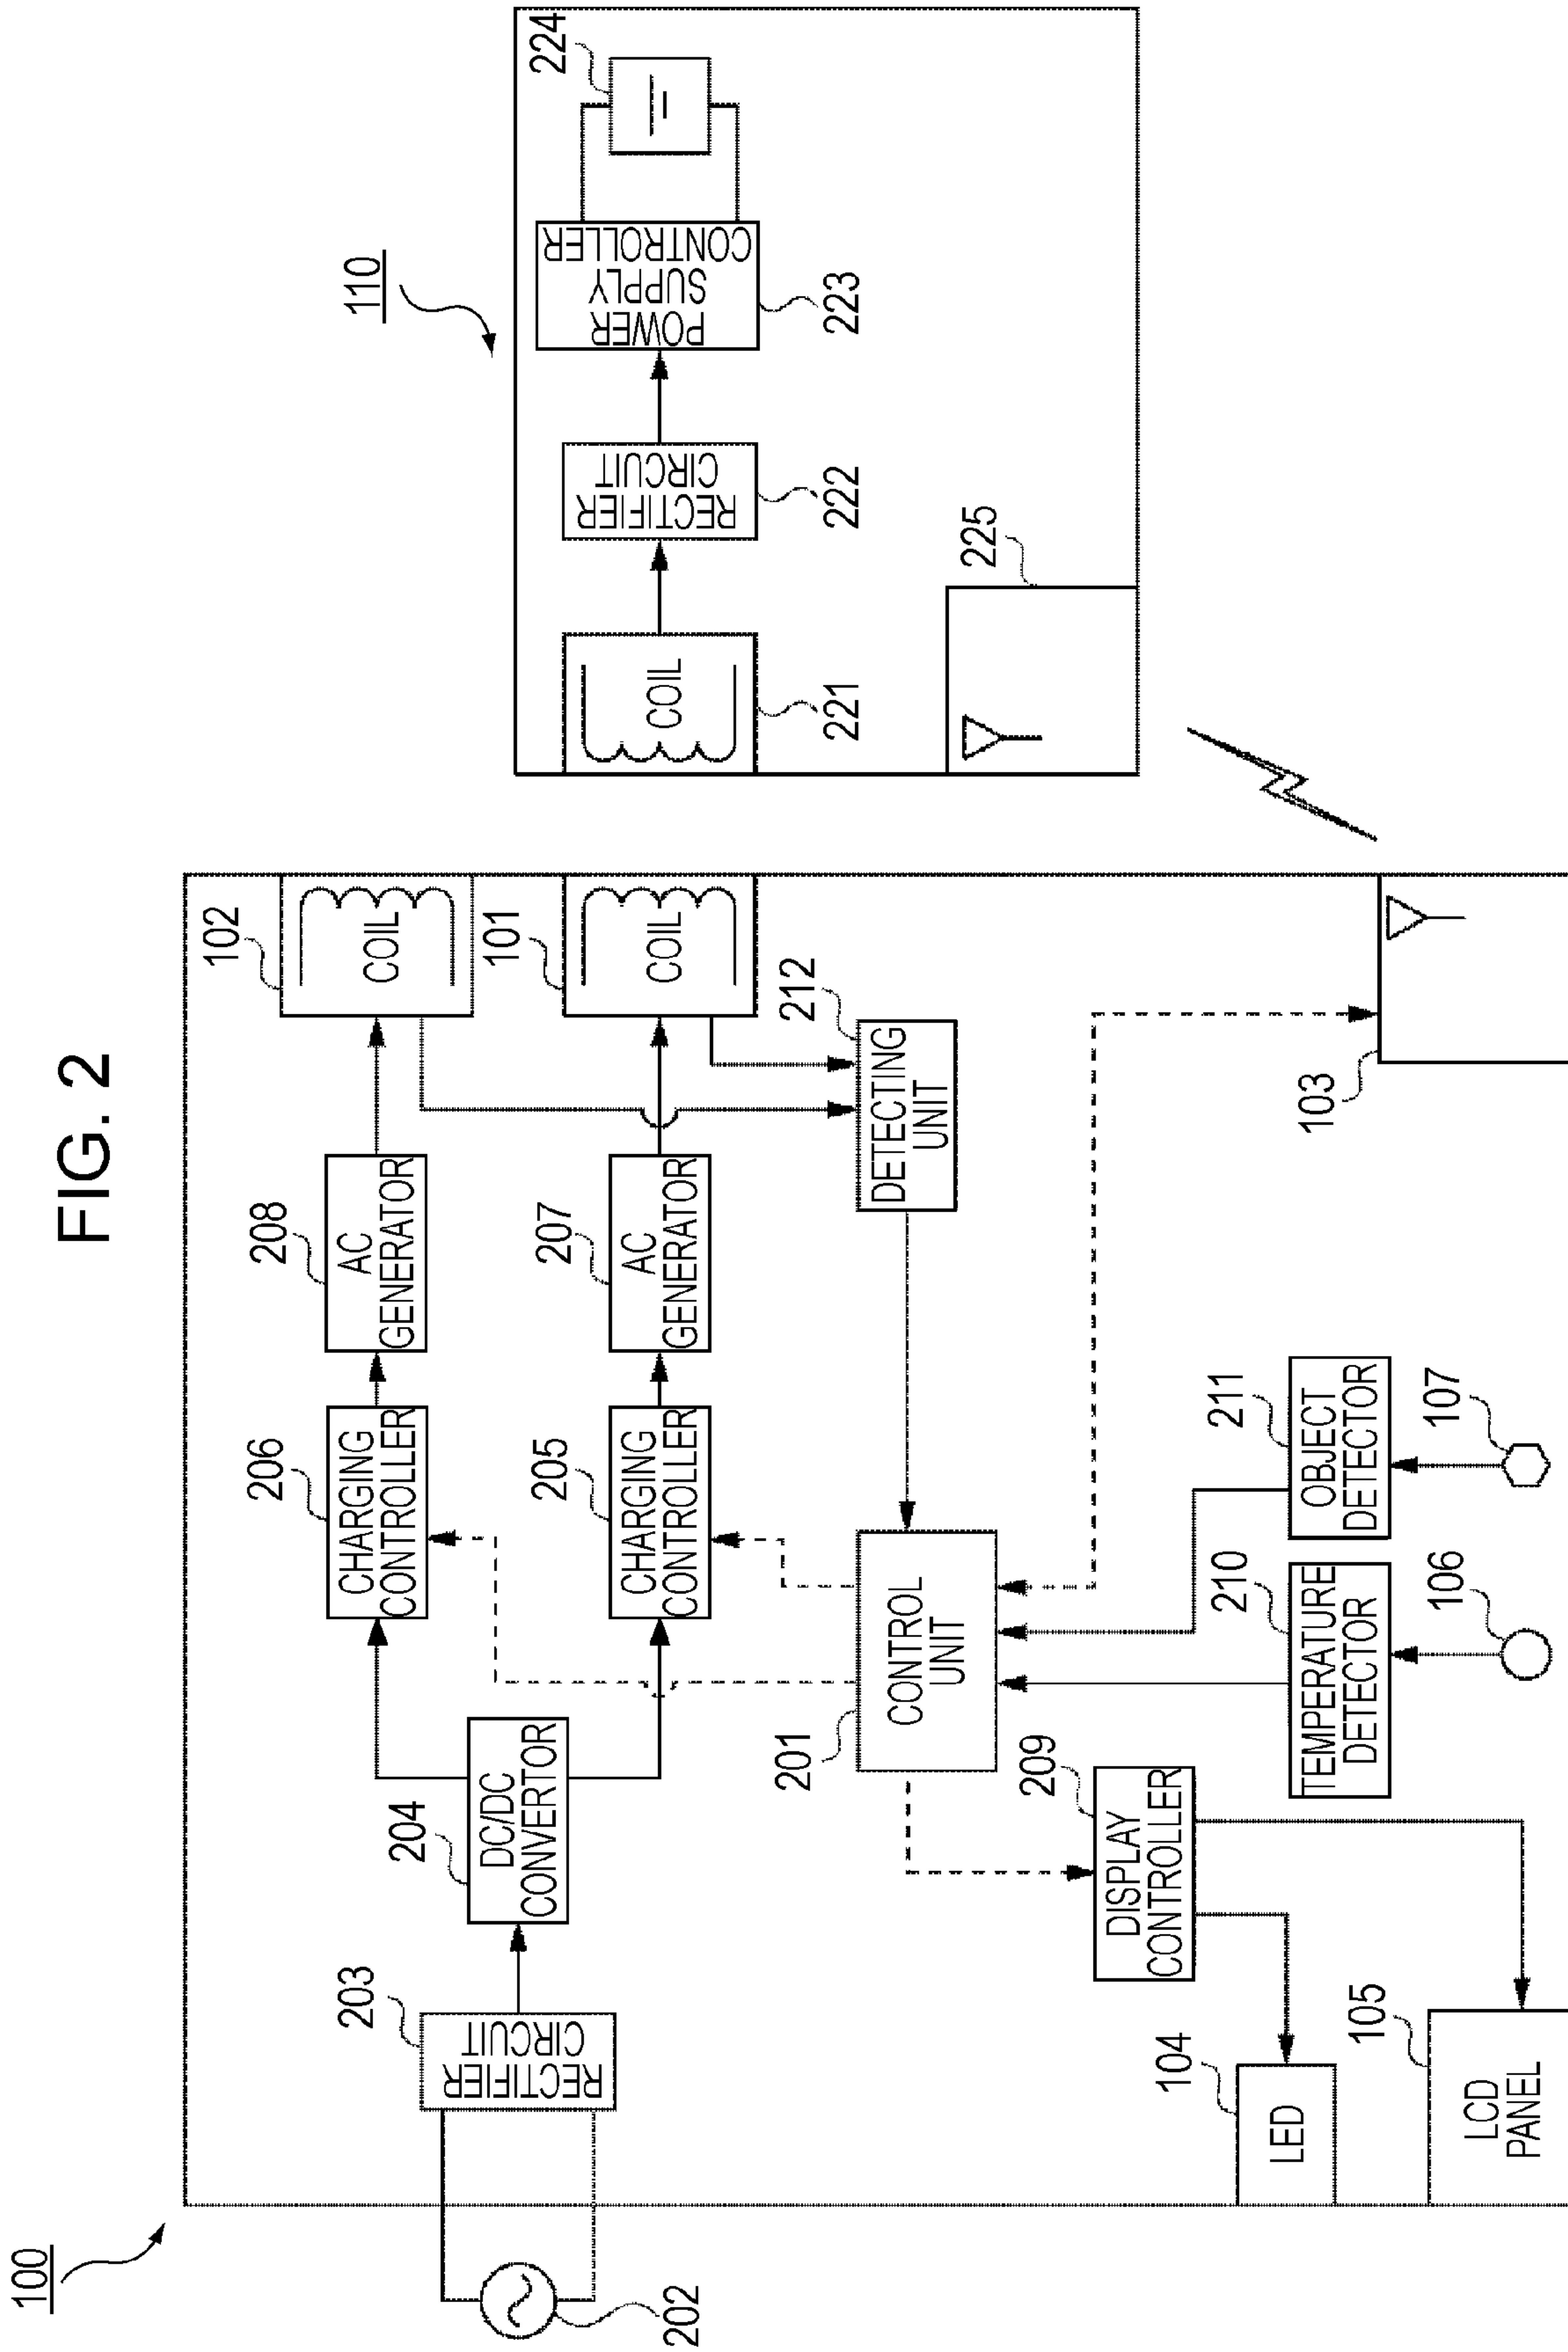 FIG. 2
100
202
203
RECTIFIER
CIRCUIT
204
DC/DC
CONVERTOR
206
CHARGING
CONTROLLER
208
AC
GENERATOR
102
COIL
205
CHARGING
CONTROLLER
207
AC
GENERATOR
101
COIL
212
DETECTING
UNIT
201
CONTROL
UNIT
209
DISPLAY
CONTROLLER
104
LED
105
LCD
PANEL
210
TEMPERATURE
DETECTOR
106
211
OBJECT
DETECTOR
107
103
110
221
COIL
222
RECTIFIER
CIRCUIT
223
POWER
SUPPLY
CONTROLLER
224
225